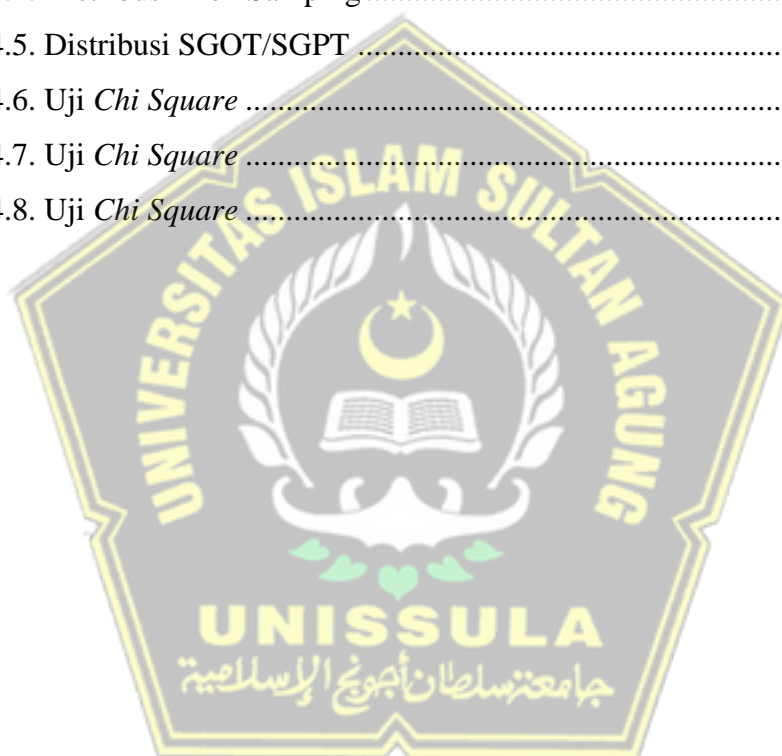 Samping ....................................................
4.5. Distribusi SGOT/SGPT ....................................................
4.6. Uji Chi Square ....................................................................
4.7. Uji Chi Square ....................................................................
4.8. Uji Chi Square ....................................................................
UNIVERSITAS ISLAM SULTAN AGUNG
UNISSULA
جامعة سلطان أجونج الإسلامية